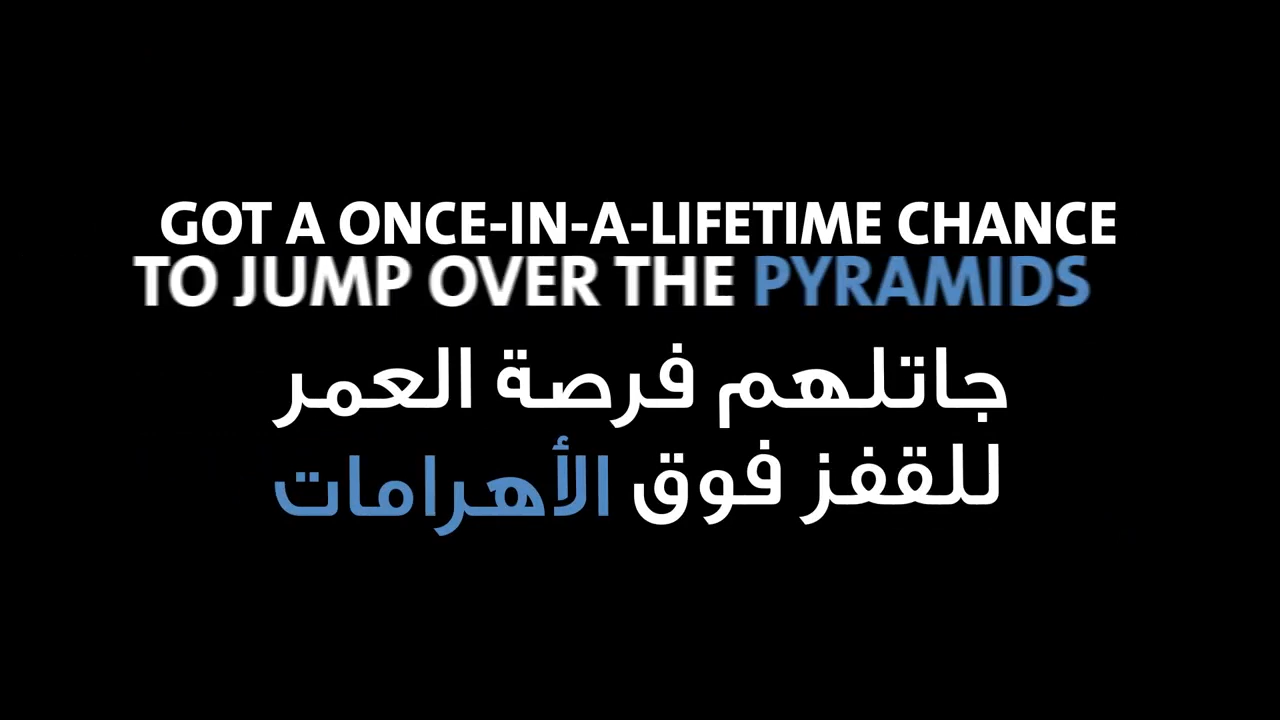 GOT A ONCE-IN-A-LIFETIME CHANCE
TO JUMP OVER THE PYRAMIDS
جاتلهم فرصة العمر
للقفز فوق الأهرامات